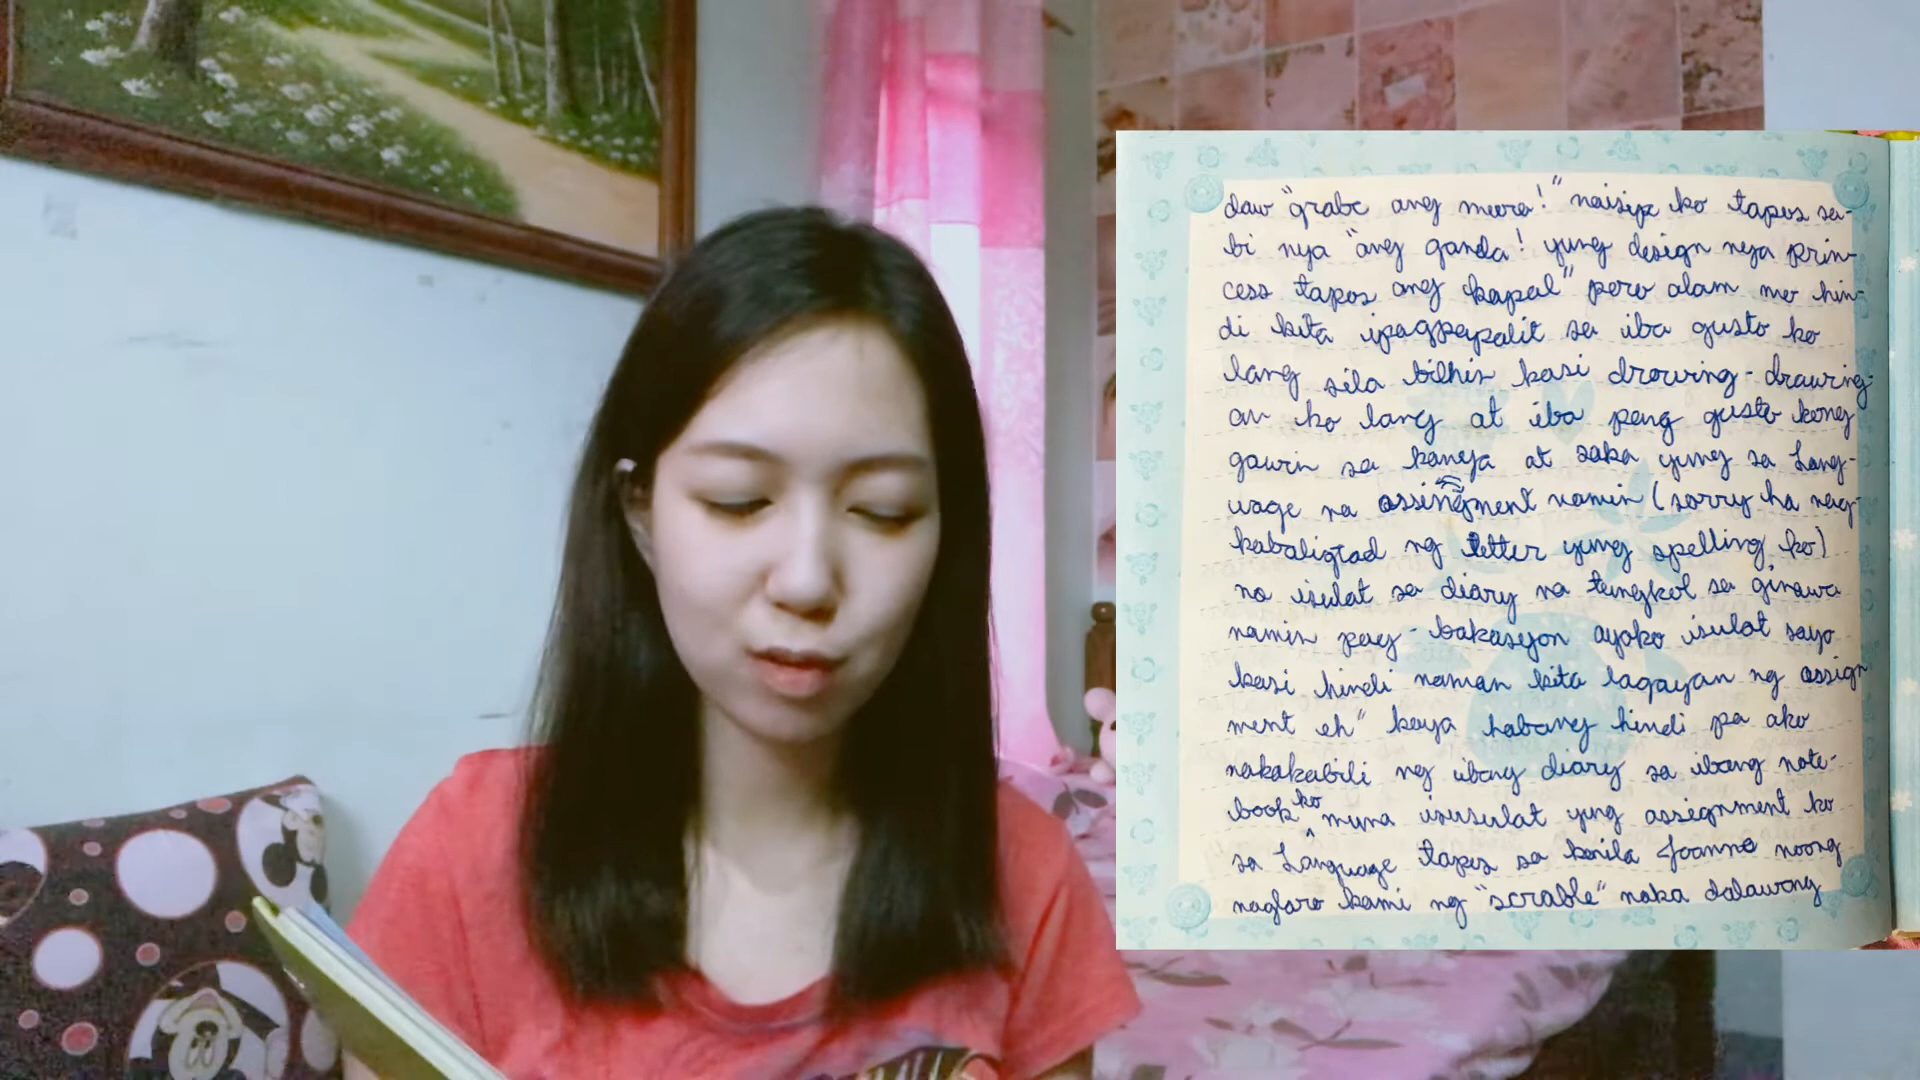 daw "grabe ang mura!" naisip ko tapos sa-
bi nya "ang ganda! yung design nya prin-
cess tapos ang kapal" pero alam mo hin-
di kita ipagpapalit sa iba gusto ko
lang sila bilhin kasi drowing-drawing-
an ko lang at iba pang gusto kong
gawin sa kanya at saka yung sa Lang-
uage na assingment namin (sorry ha nag-
kabaligtad ng letter yung spelling ko)
na isulat sa diary na tungkol sa ginawa
namin pag-bakasyon ayoko isulat sayo
kasi hindi naman kita lagayan ng assign
ment eh" kaya habang hindi pa ako
nakakabili ng ibang diary sa ibang note-
book ko muna isusulat yung assignment ko
sa Language tapos sa kanila Joanne noong
naglaro kami ng "scrable" naka dalawang